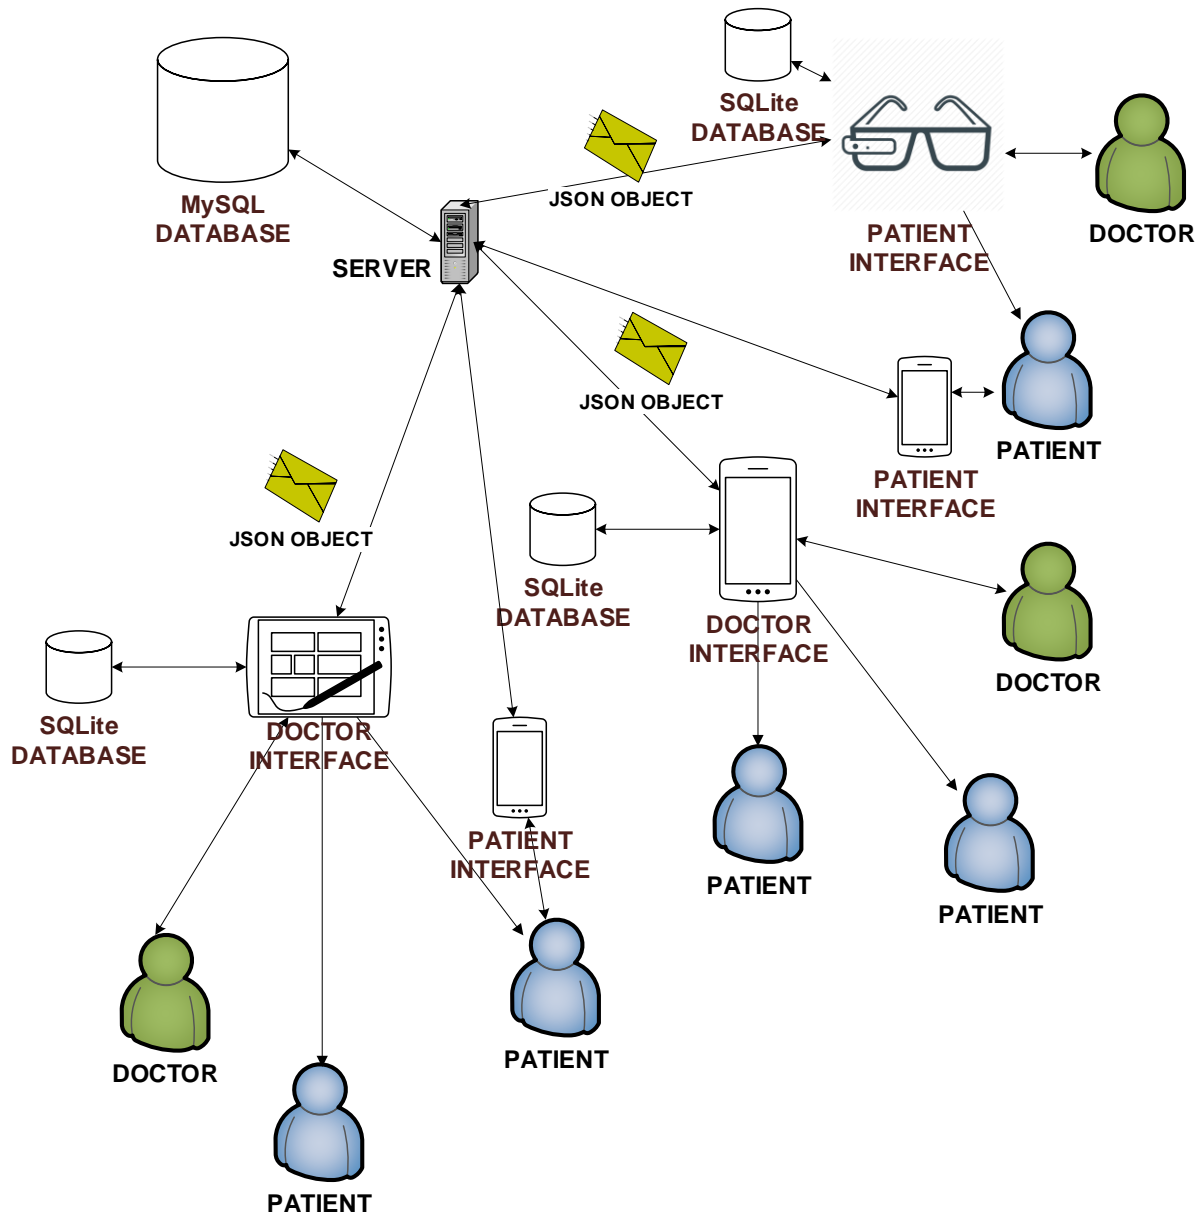 SQLite
DATABASE
MySQL
DATABASE
JSON OBJECT
SERVER
PATIENT
INTERFACE
DOCTOR
JSON OBJECT
PATIENT
PATIENT
INTERFACE
JSON OBJECT
SQLite
DATABASE
DOCTOR
INTERFACE
DOCTOR
SQLite
DATABASE
DOCTOR
INTERFACE
PATIENT
INTERFACE
PATIENT
PATIENT
DOCTOR
PATIENT
PATIENT